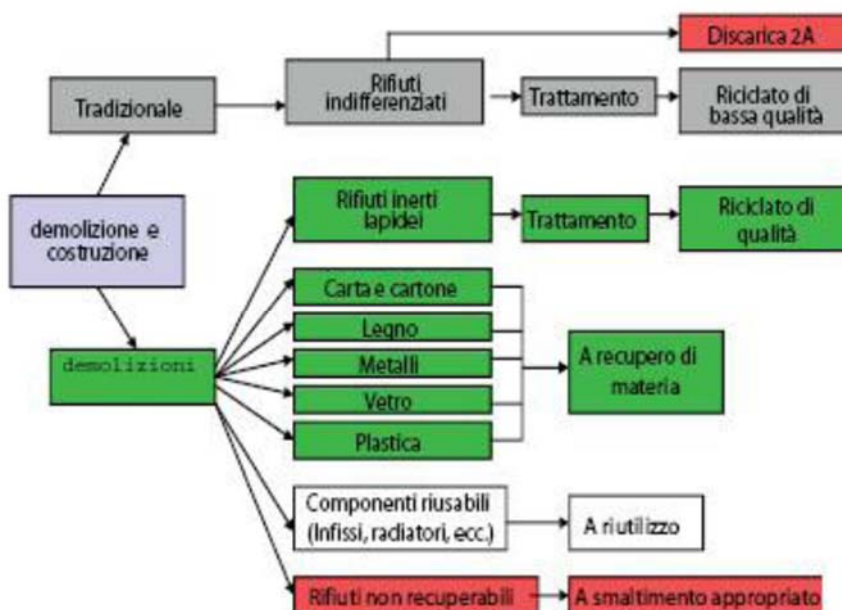 Discarica 2A
Rifiuti
indifferenziati
Tradizionale
Trattamento
Riciclato di
bassa qualità
demolizione e
costruzione
Rifiuti inerti
lapidei
Trattamento
Riciclato di
qualità
Carta e cartone
Legno
Metalli
Vetro
Plastica
A recupero di
materia
demolizioni
Componenti riusabili
(Infissi, radiatori, ecc.)
A riutilizzo
Rifiuti non recuperabili
A smaltimento appropriato